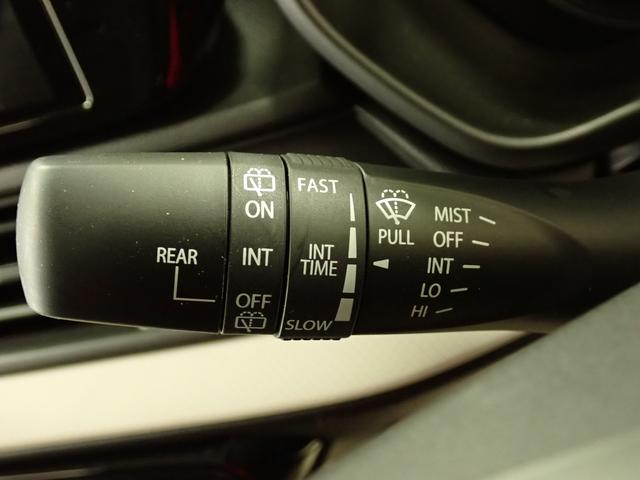 REAR
ON
INT
OFF
FAST
INT
TIME
SLOW
PULL
MIST
OFF
INT
LO
HI